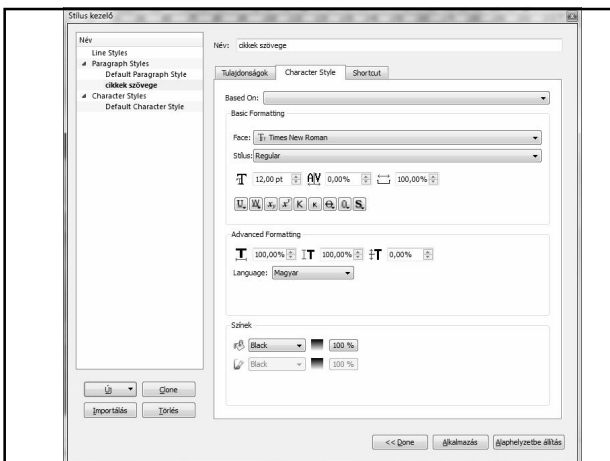 Stílus kezelő
Név
Line Styles
Paragraph Styles
Default Paragraph Style
cikkek szövege
Character Styles
Default Character Style
Új
Clone
Importálás
Törlés
Név: cikkek szövege
Tulajdonságok Character Style Shortcut
Based On:
Basic Formatting
Face: Times New Roman
Stílus: Regular
12,00 pt 0,00% 100,00%
Advanced Formatting
100,00% 100,00% 0,00%
Language: Magyar
Színek
Black 100 %
Black 100 %
<< Done Alkalmazás Alaphelyzetbe állítás